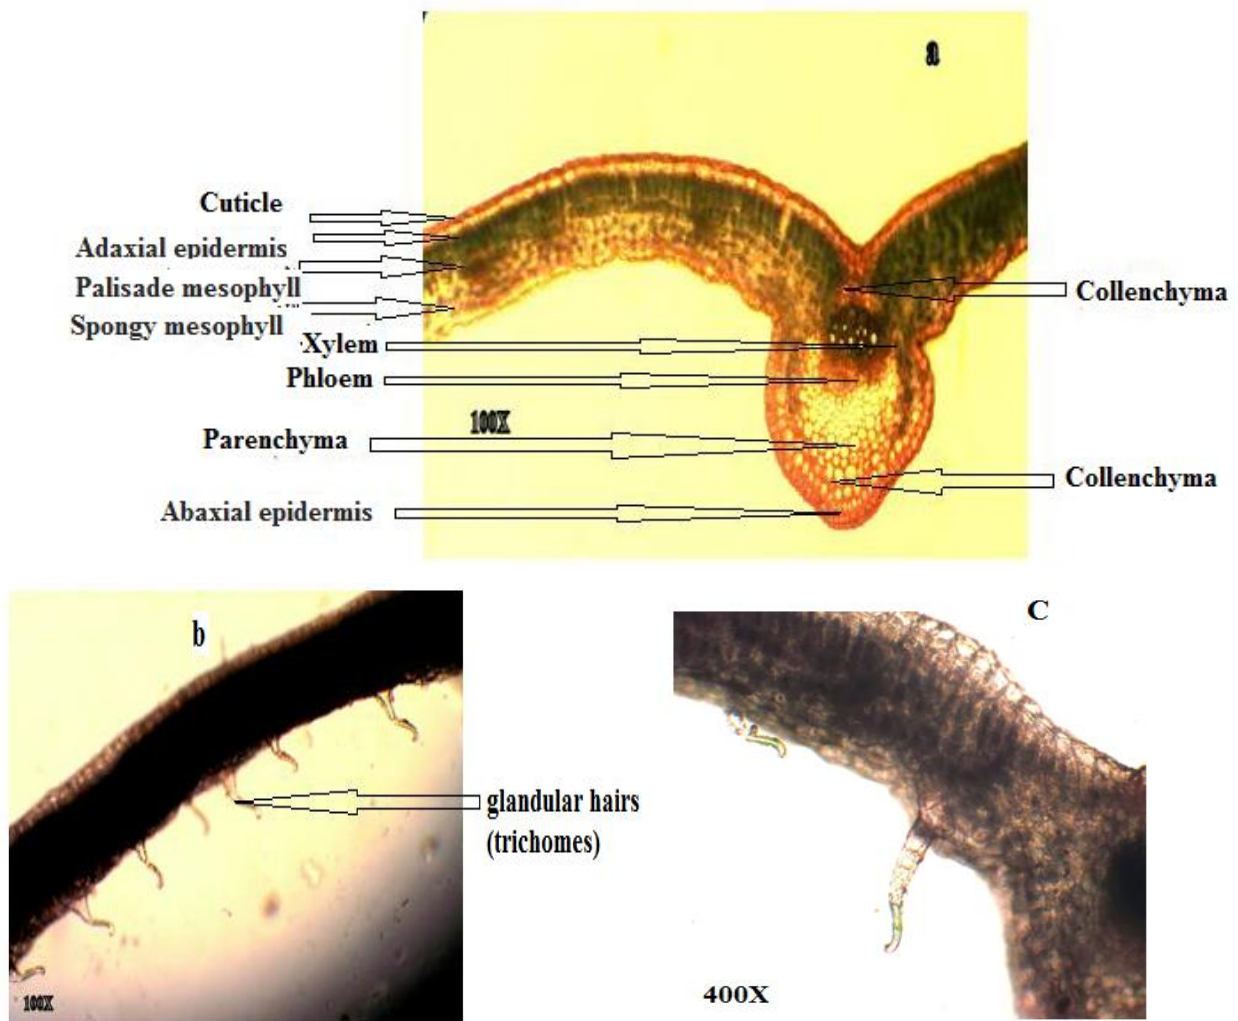 a
Cuticle
Adaxial epidermis
Palisade mesophyll
Spongy mesophyll
Xylem
Phloem
100X
Parenchyma
Abaxial epidermis
Collenchyma
Collenchyma
b
glandular hairs
(trichomes)
100X
C
400X